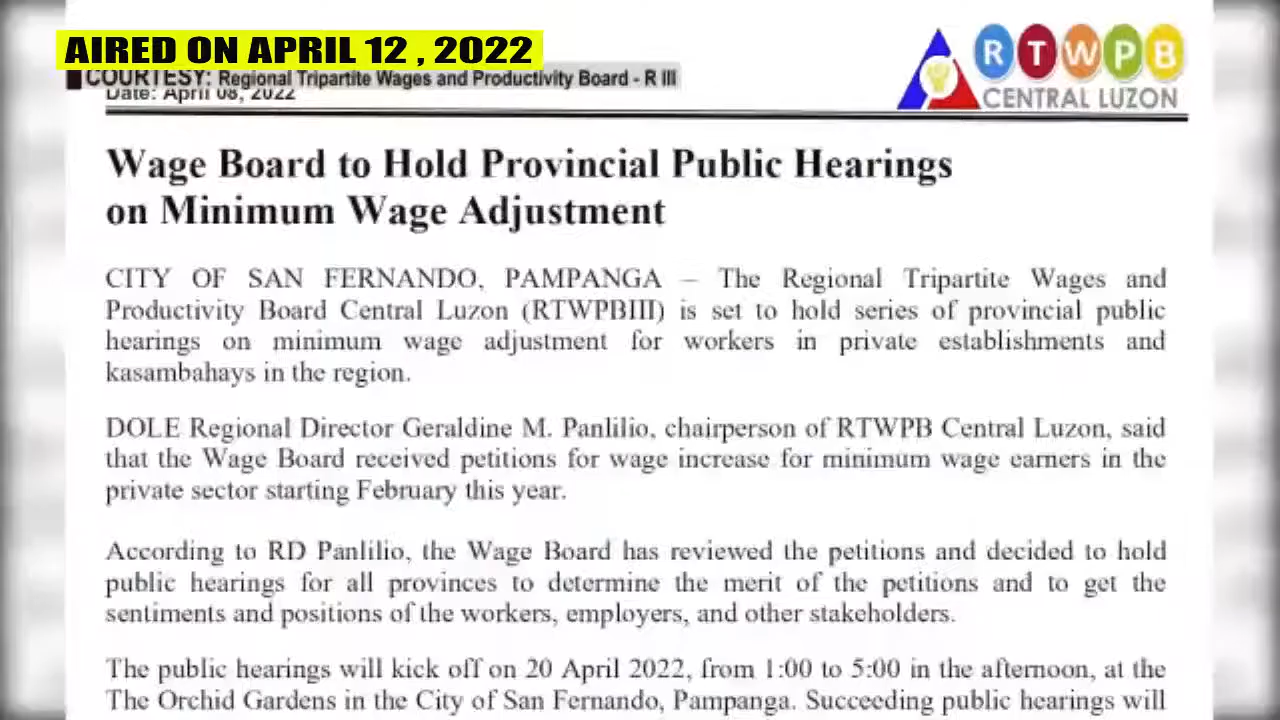 AIRED ON APRIL 12 , 2022
COURTESY: Regional Tripartite Wages and Productivity Board - R III
Date: April 08, 2022
RTWPB
CENTRAL LUZON
Wage Board to Hold Provincial Public Hearings
on Minimum Wage Adjustment
CITY OF SAN FERNANDO, PAMPANGA – The Regional Tripartite Wages and
Productivity Board Central Luzon (RTWPBIII) is set to hold series of provincial public
hearings on minimum wage adjustment for workers in private establishments and
kasambahays in the region.
DOLE Regional Director Geraldine M. Panlilio, chairperson of RTWPB Central Luzon, said
that the Wage Board received petitions for wage increase for minimum wage earners in the
private sector starting February this year.
According to RD Panlilio, the Wage Board has reviewed the petitions and decided to hold
public hearings for all provinces to determine the merit of the petitions and to get the
sentiments and positions of the workers, employers, and other stakeholders.
The public hearings will kick off on 20 April 2022, from 1:00 to 5:00 in the afternoon, at the
The Orchid Gardens in the City of San Fernando, Pampanga. Succeeding public hearings will